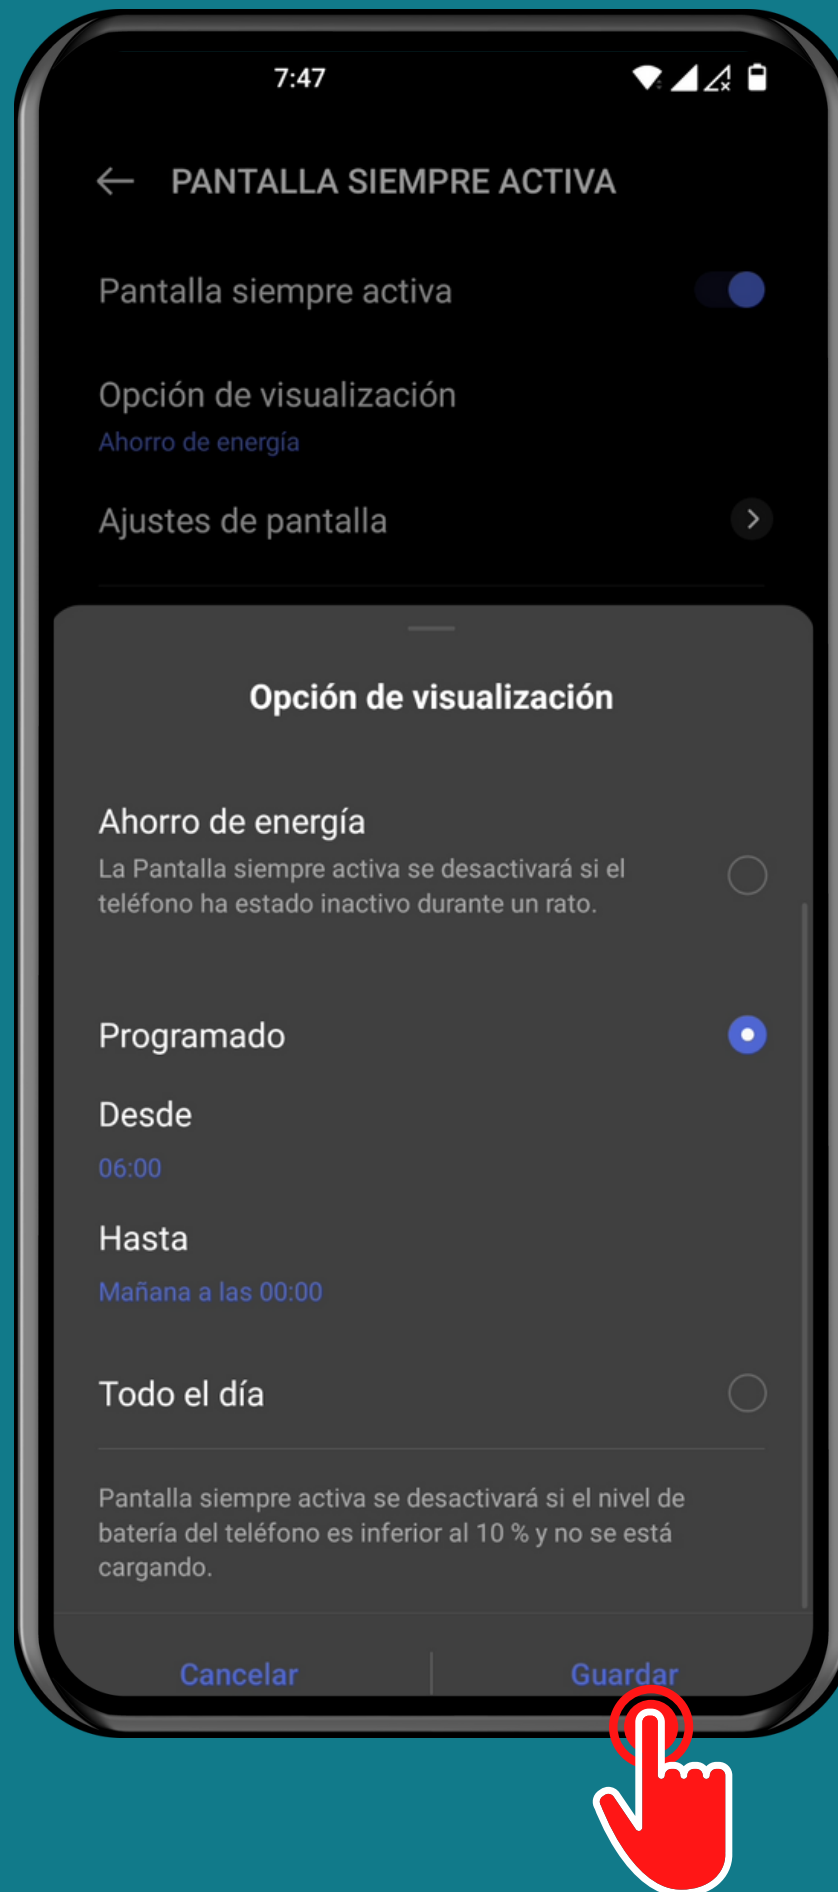 7:47
PANTALLA SIEMPRE ACTIVA
Pantalla siempre activa
Opción de visualización
Ahorro de energía
Ajustes de pantalla
Opción de visualización
Ahorro de energía
La Pantalla siempre activa se desactivará si el
teléfono ha estado inactivo durante un rato.
Programado
Desde
06:00
Hasta
Mañana a las 00:00
Todo el día
Pantalla siempre activa se desactivará si el nivel de
batería del teléfono es inferior al 10 % y no se está
cargando.
Cancelar
Guardar